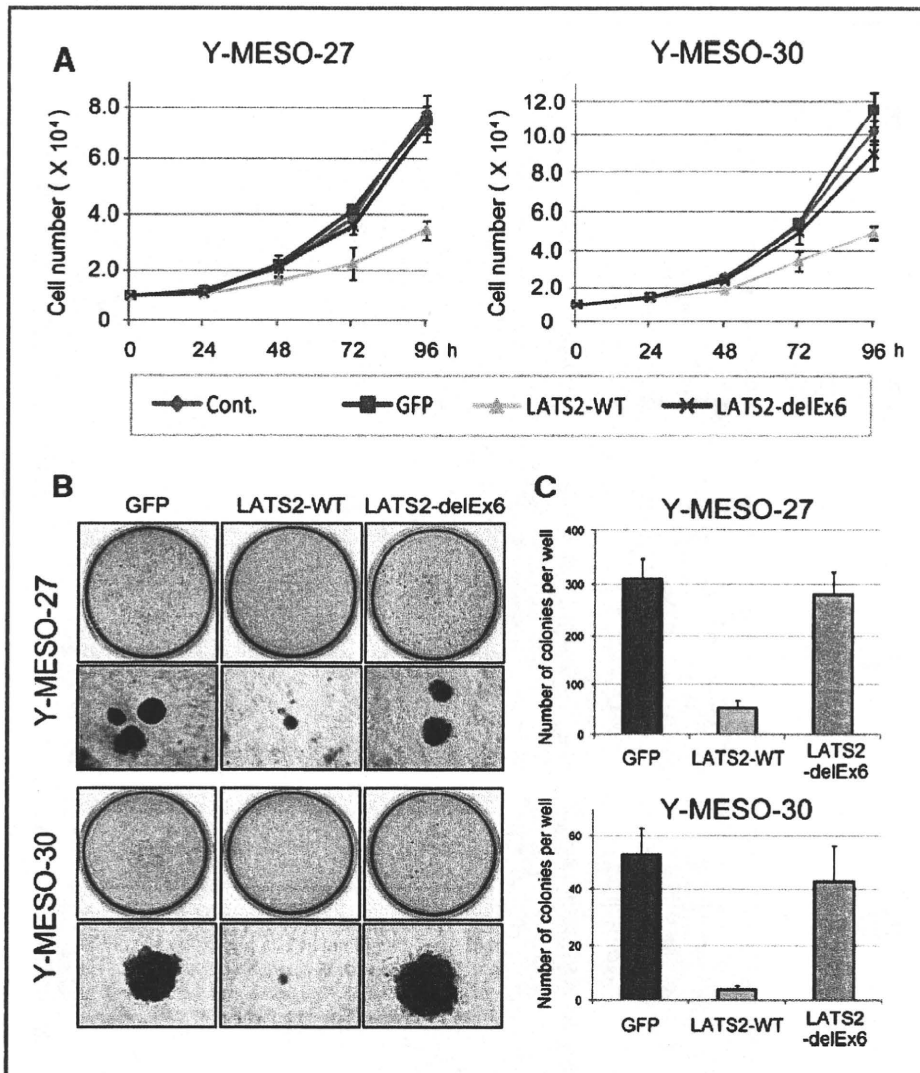 A
Y-MESO-27
Y-MESO-30
Cell number ( X 10⁴)
8.0
6.0
4.0
2.0
0
0 24 48 72 96 h
Cell number ( X 10⁴)
12.0
10.0
8.0
6.0
4.0
2.0
0.0
0 24 48 72 96 h
Cont. GFP LATS2-WT LATS2-delEx6
B
GFP LATS2-WT LATS2-delEx6
Y-MESO-27
Y-MESO-30
C
Y-MESO-27
Number of colonies per well
400
300
200
100
0
GFP LATS2-WT LATS2
-delEx6
Y-MESO-30
Number of colonies per well
60
40
20
0
GFP LATS2-WT LATS2
-delEx6